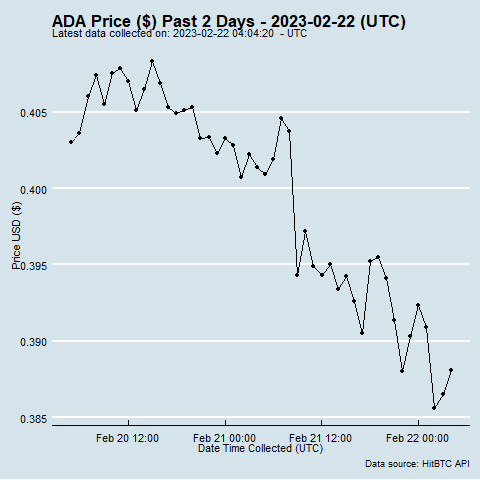 ADA Price ($) Past 2 Days - 2023-02-22 (UTC)
Latest data collected on: 2023-02-22 04:04:20 - UTC
0.405
0.400
0.395
0.390
0.385
Price USD ($)
Feb 20 12:00
Feb 21 00:00
Feb 21 12:00
Feb 22 00:00
Date Time Collected (UTC)
Data source: HitBTC API